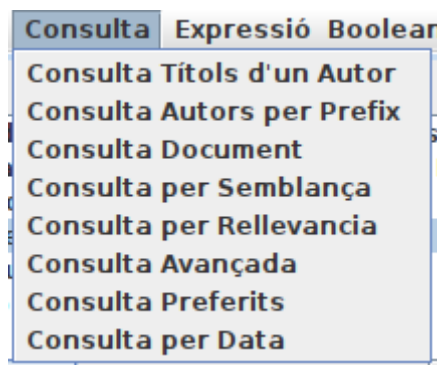 Consulta Expressió Boolear
Consulta Títols d'un Autor
Consulta Autors per Prefix
Consulta Document
Consulta per Semblança
Consulta per Rellevancia
Consulta Avançada
Consulta Preferits
Consulta per Data